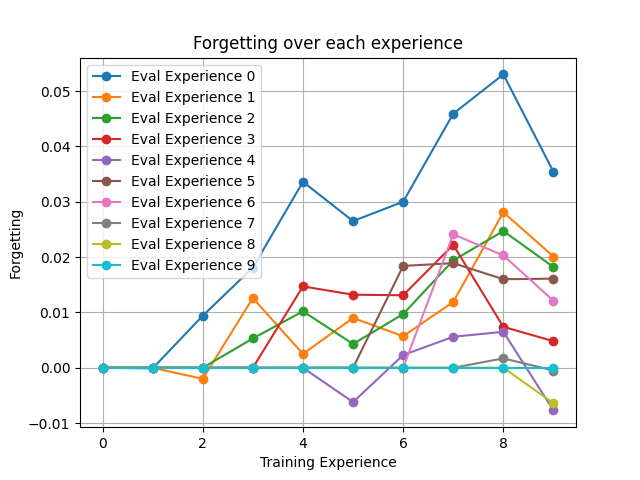 Forgetting over each experience
Eval Experience 0
Eval Experience 1
Eval Experience 2
Eval Experience 3
Eval Experience 4
Eval Experience 5
Eval Experience 6
Eval Experience 7
Eval Experience 8
Eval Experience 9
0.05
0.04
0.03
0.02
0.01
0.00
−0.01
Forgetting
0 2 4 6 8
Training Experience